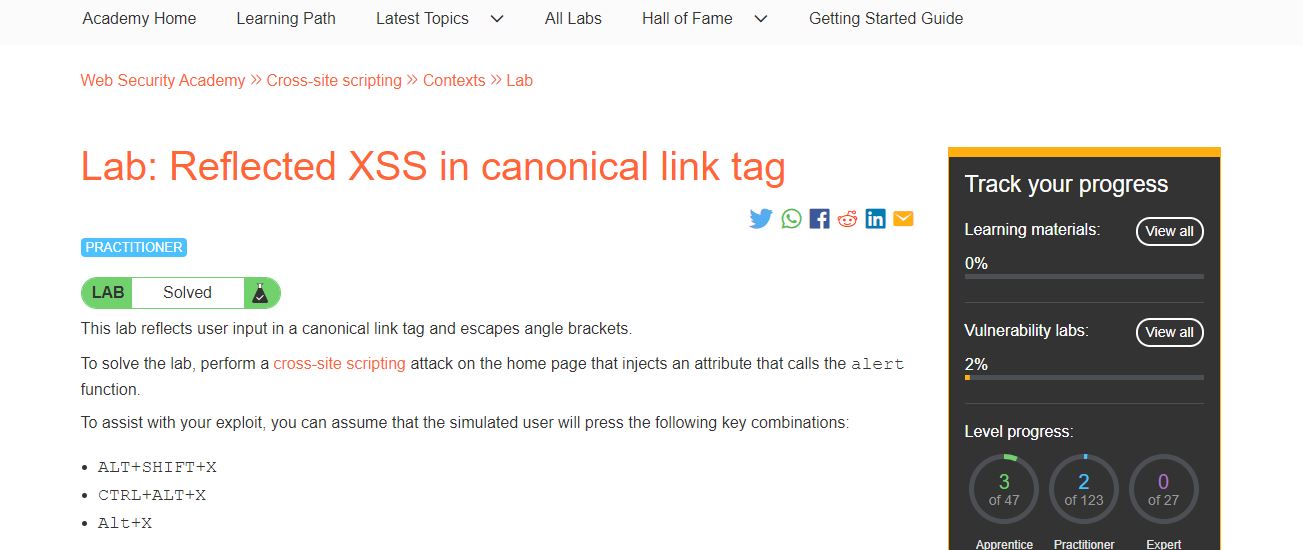 Academy Home Learning Path Latest Topics All Labs Hall of Fame Getting Started Guide
Web Security Academy » Cross-site scripting » Contexts » Lab
Lab: Reflected XSS in canonical link tag
PRACTITIONER
LAB Solved
This lab reflects user input in a canonical link tag and escapes angle brackets.
To solve the lab, perform a cross-site scripting attack on the home page that injects an attribute that calls the alert
function.
To assist with your exploit, you can assume that the simulated user will press the following key combinations:
• ALT+SHIFT+X
• CTRL+ALT+X
• Alt+X
Track your progress
Learning materials: View all
0%
Vulnerability labs: View all
2%
Level progress:
3 2 0
of 47 of 123 of 27
Apprentice Practitioner Expert